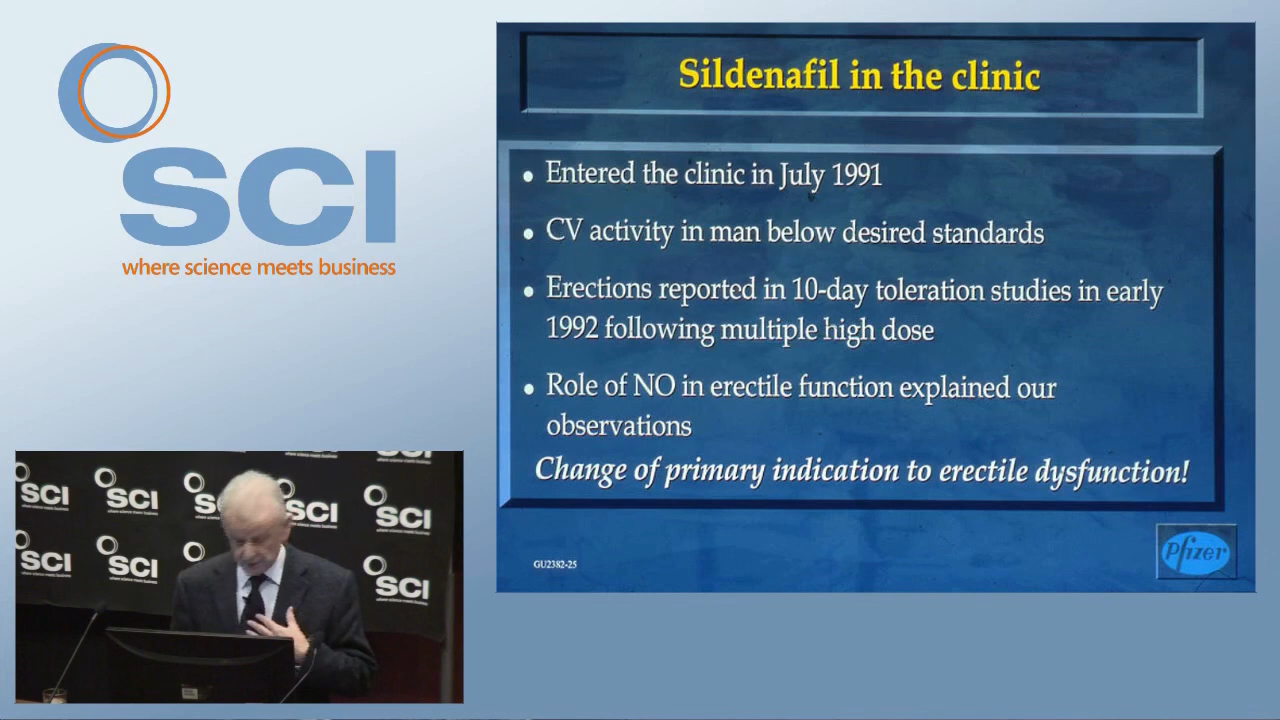 SCI
where science meets business
Sildenafil in the clinic
• Entered the clinic in July 1991
• CV activity in man below desired standards
• Erections reported in 10-day toleration studies in early
1992 following multiple high dose
• Role of NO in erectile function explained our
observations
Change of primary indication to erectile dysfunction!
GU2382-25
Pfizer
SCI
SCI
SCI
SCI
SCI
SCI
SCI